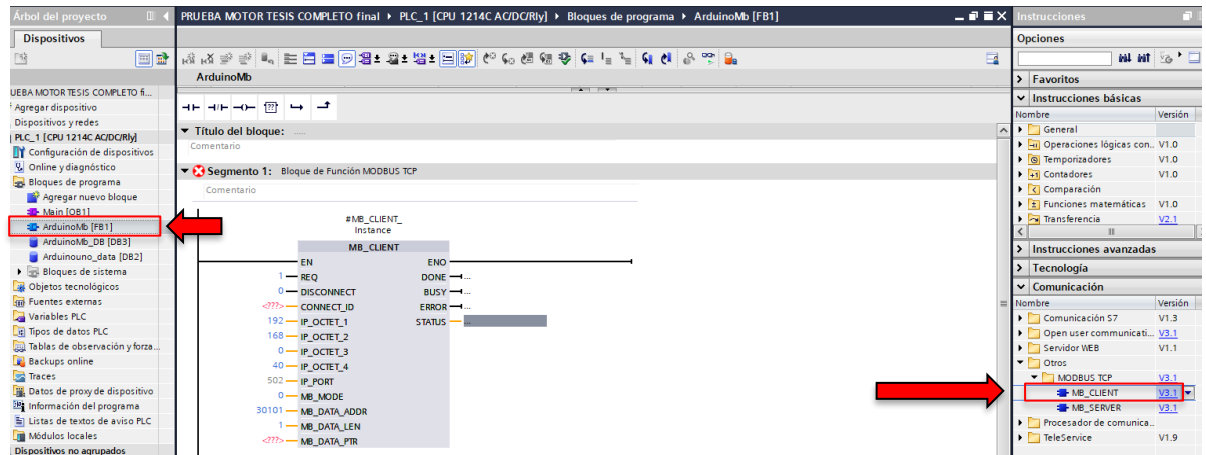 Árbol del proyecto
PRUEBA MOTOR TESIS COMPLETO final ▸ PLC_1 [CPU 1214C AC/DC/Rly] ▸ Bloques de programa ▸ ArduinoMb [FB1]
Instrucciones
Dispositivos
Opciones
UEBA MOTOR TESIS COMPLETO fi...
Agregar dispositivo
Dispositivos y redes
PLC_1 [CPU 1214C AC/DC/Rly]
Configuración de dispositivos
Online y diagnóstico
Bloques de programa
Agregar nuevo bloque
Main [OB1]
ArduinoMb [FB1]
ArduinoMb_DB [DB3]
Arduinouno_data [DB2]
Bloques de sistema
Objetos tecnológicos
Fuentes externas
Variables PLC
Tipos de datos PLC
Tablas de observación y forza...
Backups online
Traces
Datos de proxy de dispositivo
Información del programa
Listas de textos de aviso PLC
Módulos locales
Dispositivos no agrupados
ArduinoMb
??
Título del bloque: .....
Comentario
Segmento 1: Bloque de Función MODBUS TCP
Comentario
#MB_CLIENT_
Instance
MB_CLIENT
EN ENO
1 REQ DONE ...
0 DISCONNECT BUSY ...
<???> CONNECT_ID ERROR ...
192 IP_OCTET_1 STATUS ...
168 IP_OCTET_2
0 IP_OCTET_3
40 IP_OCTET_4
502 IP_PORT
0 MB_MODE
30101 MB_DATA_ADDR
1 MB_DATA_LEN
<???> MB_DATA_PTR
Favoritos
Instrucciones básicas
Nombre Versión
General
Operaciones lógicas con.. V1.0
Temporizadores V1.0
Contadores V1.0
Comparación
Funciones matemáticas V1.0
Transferencia V2.1
Instrucciones avanzadas
Tecnología
Comunicación
Nombre Versión
Comunicación S7 V1.3
Open user communicati... V3.1
Servidor WEB V1.1
Otros
MODBUS TCP V3.1
MB_CLIENT V3.1
MB_SERVER V3.1
Procesador de comunica..
TeleService V1.9